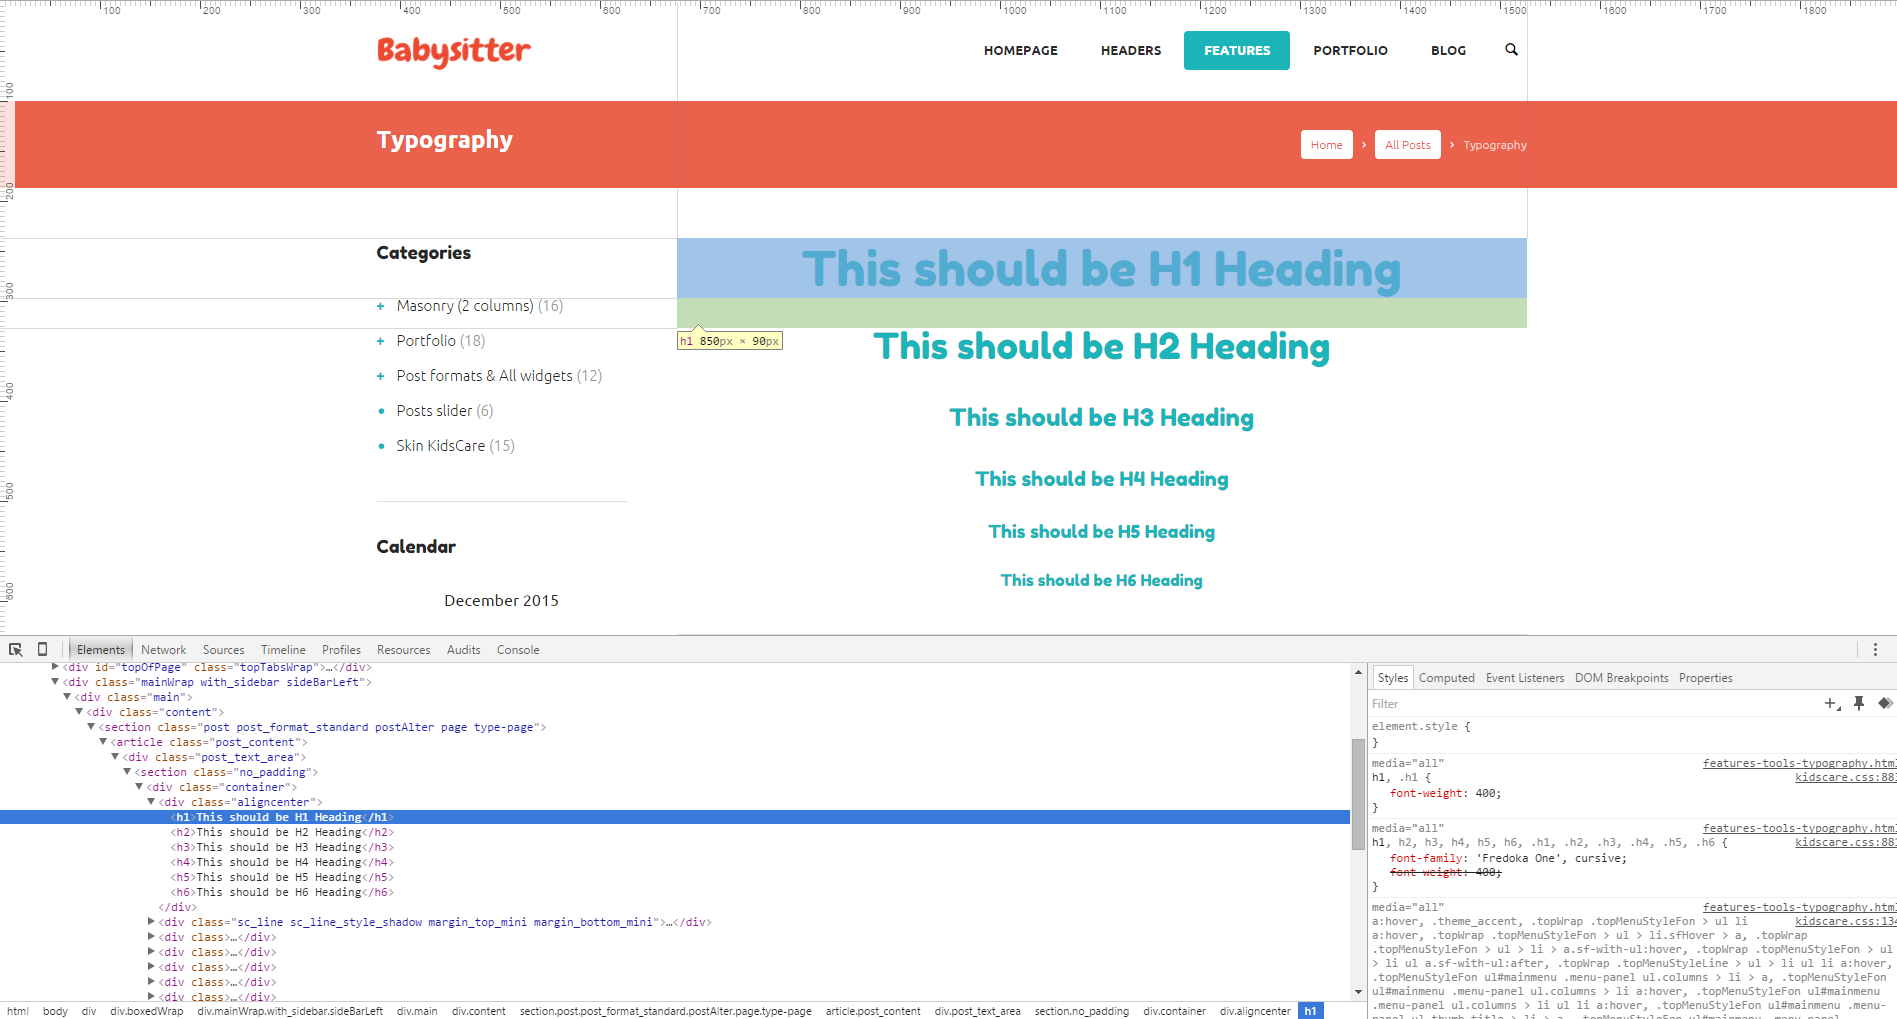 100 200 300 400 500 600 700 800 900 1000 1100 1200 1300 1400 1500 1600 1700 1800
Babysitter
HOMEPAGE HEADERS FEATURES PORTFOLIO BLOG
100
Typography
Home › All Posts › Typography
200
Categories
This should be H1 Heading
300
+ Masonry (2 columns) (16)
+ Portfolio (18)
h1 850px × 90px
This should be H2 Heading
+ Post formats & All widgets (12)
400
• Posts slider (6)
This should be H3 Heading
• Skin KidsCare (15)
This should be H4 Heading
500
This should be H5 Heading
Calendar
This should be H6 Heading
600
December 2015
Elements Network Sources Timeline Profiles Resources Audits Console
<div id="topOfPage" class="topTabsWrap">…</div>
<div class="mainWrap with_sidebar sideBarLeft">
<div class="main">
<div class="content">
<section class="post post_format_standard postAlter page type-page">
<article class="post_content">
<div class="post_text_area">
<section class="no_padding">
<div class="container">
<div class="aligncenter">
<h1>This should be H1 Heading</h1>
<h2>This should be H2 Heading</h2>
<h3>This should be H3 Heading</h3>
<h4>This should be H4 Heading</h4>
<h5>This should be H5 Heading</h5>
<h6>This should be H6 Heading</h6>
</div>
<div class="sc_line sc_line_style_shadow margin_top_mini margin_bottom_mini">…</div>
<div class>…</div>
<div class>…</div>
<div class>…</div>
<div class>…</div>
<div class>…</div>
html body div div.boxedWrap div.mainWrap.with_sidebar.sideBarLeft div.main div.content section.post.post_format_standard.postAlter.page.type-page article.post_content div.post_text_area section.no_padding div.container div.aligncenter h1
Styles Computed Event Listeners DOM Breakpoints Properties
Filter
element.style {
}
media="all" features-tools-typography.html
h1, .h1 { kidscare.css:883
font-weight: 400;
}
media="all" features-tools-typography.html
h1, h2, h3, h4, h5, h6, .h1, .h2, .h3, .h4, .h5, .h6 { kidscare.css:881
font-family: 'Fredoka One', cursive;
font-weight: 400;
}
media="all" features-tools-typography.html
a:hover, .theme_accent, .topWrap .topMenuStyleFon > ul li kidscare.css:134
a:hover, .topWrap .topMenuStyleFon > ul > li.sfHover > a, .topWrap
.topMenuStyleFon > ul > li > a.sf-with-ul:hover, .topWrap .topMenuStyleFon > ul
> li ul a.sf-with-ul:after, .topWrap .topMenuStyleLine > ul > li ul li a:hover,
.topMenuStyleFon ul#mainmenu .menu-panel ul.columns > li > a, .topMenuStyleFon
ul#mainmenu .menu-panel ul.columns > li a:hover, .topMenuStyleFon ul#mainmenu
.menu-panel ul.columns > li ul li a:hover, .topMenuStyleFon ul#mainmenu
.menu-panel ul.thumb_title > li > a, .topMenuStyleFon ul#mainmenu .menu-panel